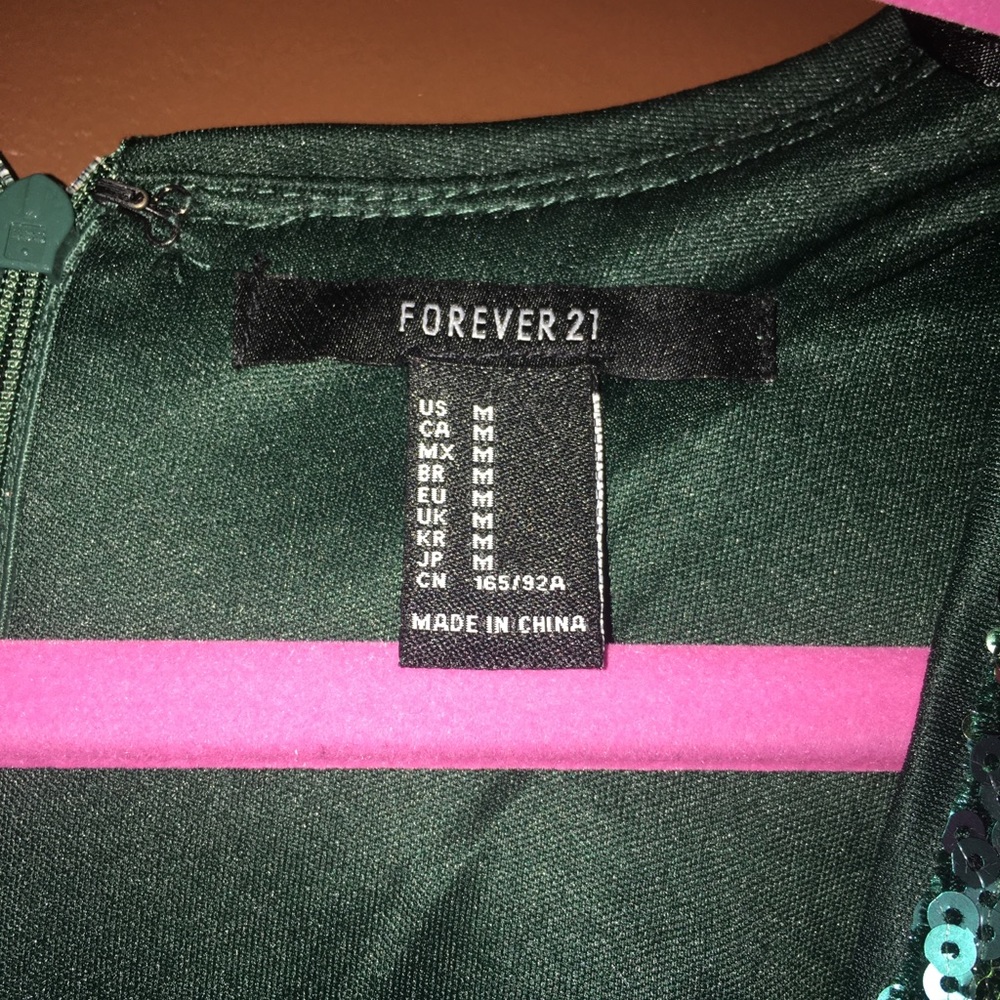 FOREVER 21
US M
CA M
MX M
BR M
EU M
UK M
KR M
JP M
CN 165/92A
MADE IN CHINA